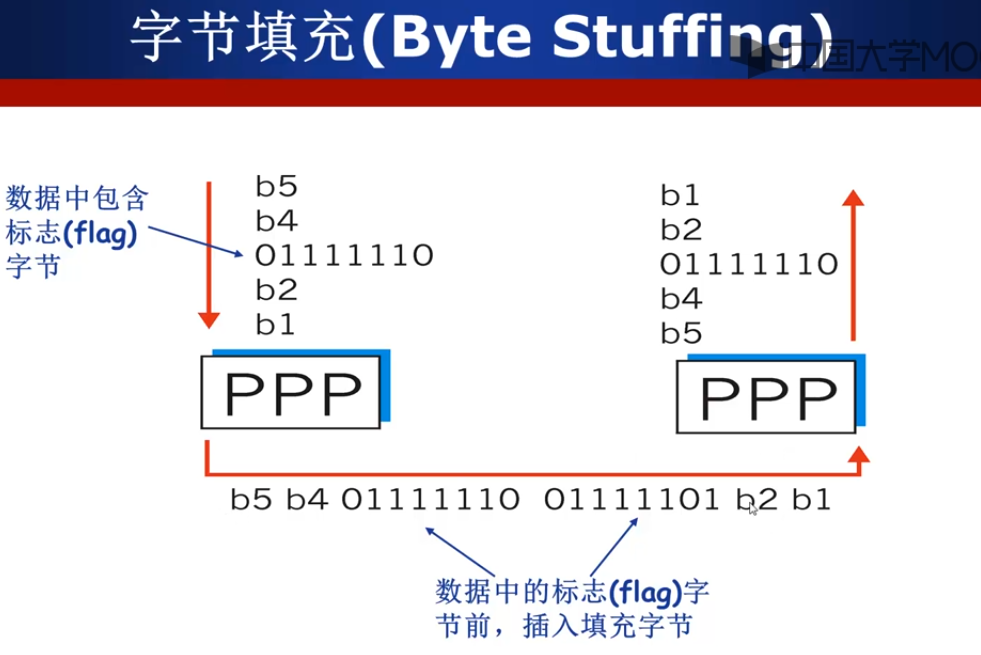 字节填充(Byte Stuffing)
中国大学MO
数据中包含
标志(flag)
字节
b5
b4
01111110
b2
b1
PPP
b1
b2
01111110
b4
b5
PPP
b5 b4 01111110 01111101 b2 b1
数据中的标志(flag)字
节前，插入填充字节